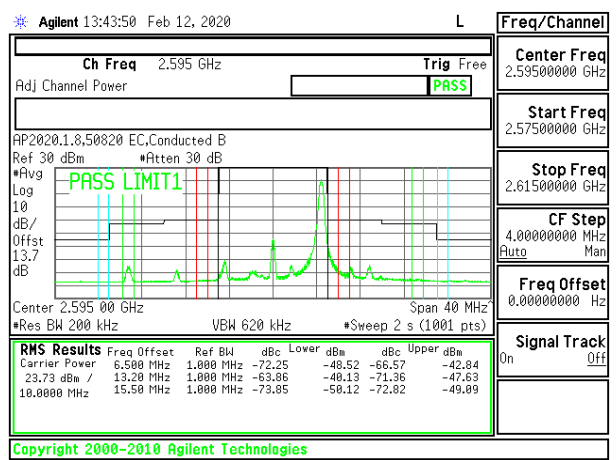 Agilent 13:43:50 Feb 12, 2020 L
Freq/Channel
Ch Freq 2.595 GHz Trig Free
Adj Channel Power PASS
Center Freq
2.59500000 GHz
Start Freq
2.57500000 GHz
AP2020.1.8,50820 EC,Conducted B
Ref 30 dBm #Atten 30 dB
#Avg
Log
10
dB/
Offst
13.7
dB
PASS LIMIT1
Stop Freq
2.61500000 GHz
CF Step
4.00000000 MHz
Auto Man
Freq Offset
0.00000000 Hz
Center 2.595 00 GHz Span 40 MHz^
#Res BW 200 kHz VBW 620 kHz #Sweep 2 s (1001 pts)
Signal Track
On Off
RMS Results Freq Offset Ref BW dBc Lower dBm dBc Upper dBm
Carrier Power 6.500 MHz 1.000 MHz -72.25 -48.52 -66.57 -42.84
23.73 dBm / 13.20 MHz 1.000 MHz -63.86 -40.13 -71.36 -47.63
10.0000 MHz 15.50 MHz 1.000 MHz -73.85 -50.12 -72.82 -49.09
Copyright 2000-2010 Agilent Technologies